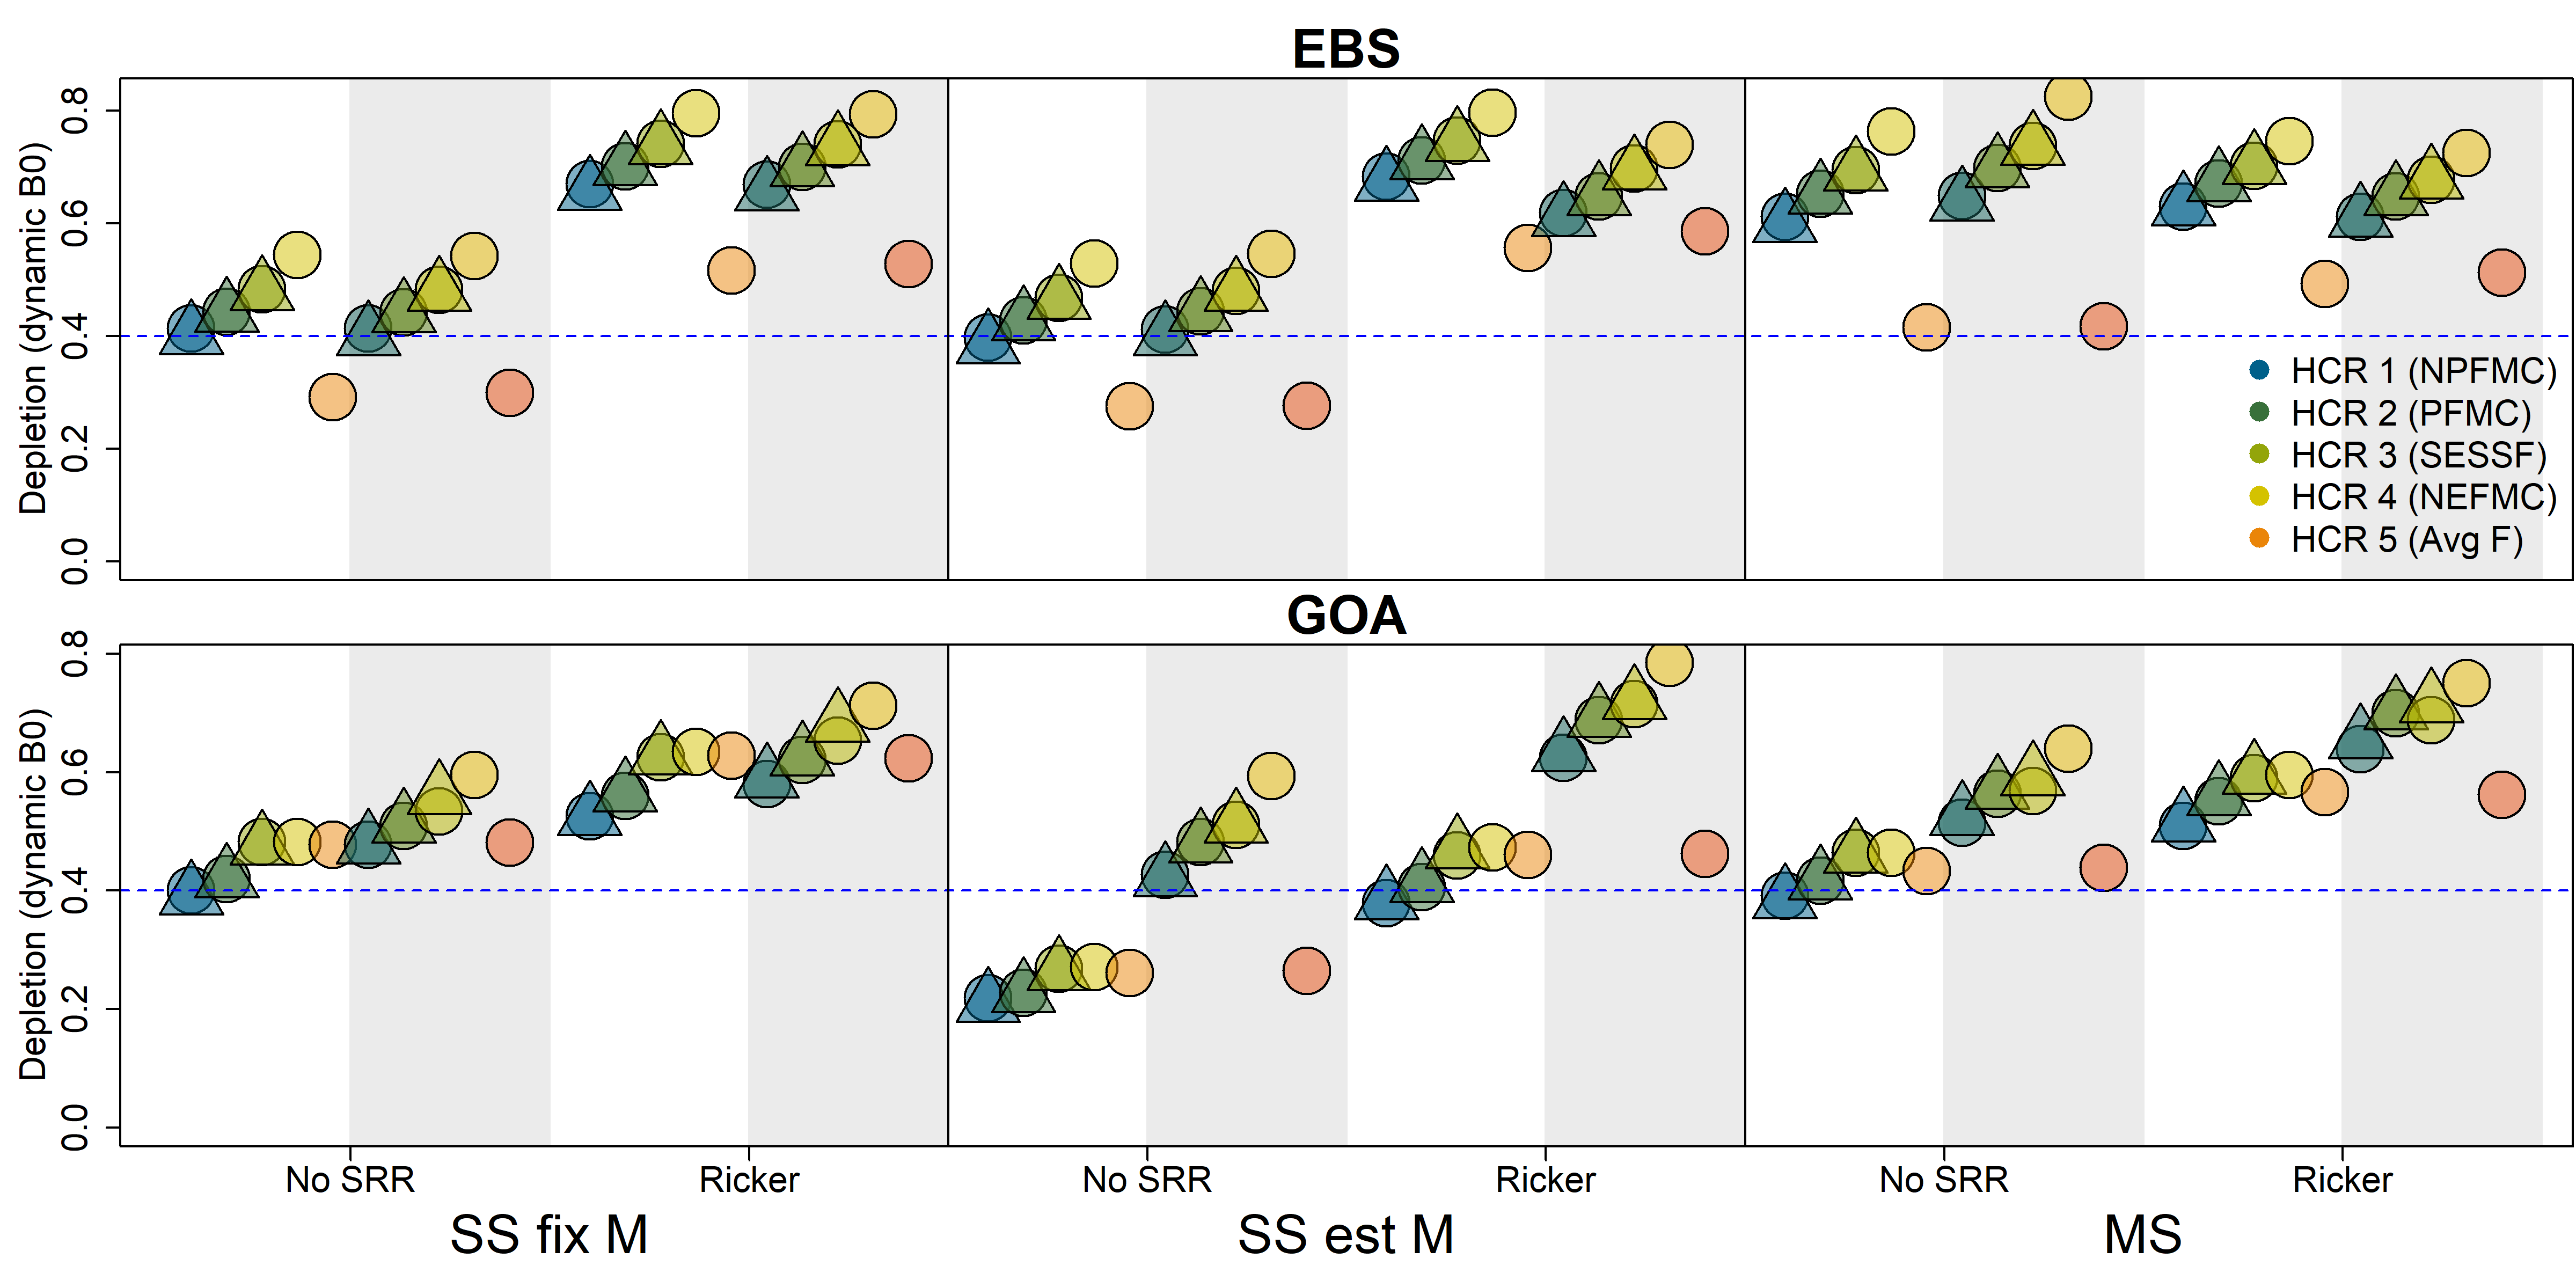 EBS
Depletion (dynamic B0)
0.8
0.6
0.4
0.2
0.0
HCR 1 (NPFMC)
HCR 2 (PFMC)
HCR 3 (SESSF)
HCR 4 (NEFMC)
HCR 5 (Avg F)
GOA
Depletion (dynamic B0)
0.8
0.6
0.4
0.2
0.0
No SRR Ricker No SRR Ricker No SRR Ricker
SS fix M SS est M MS